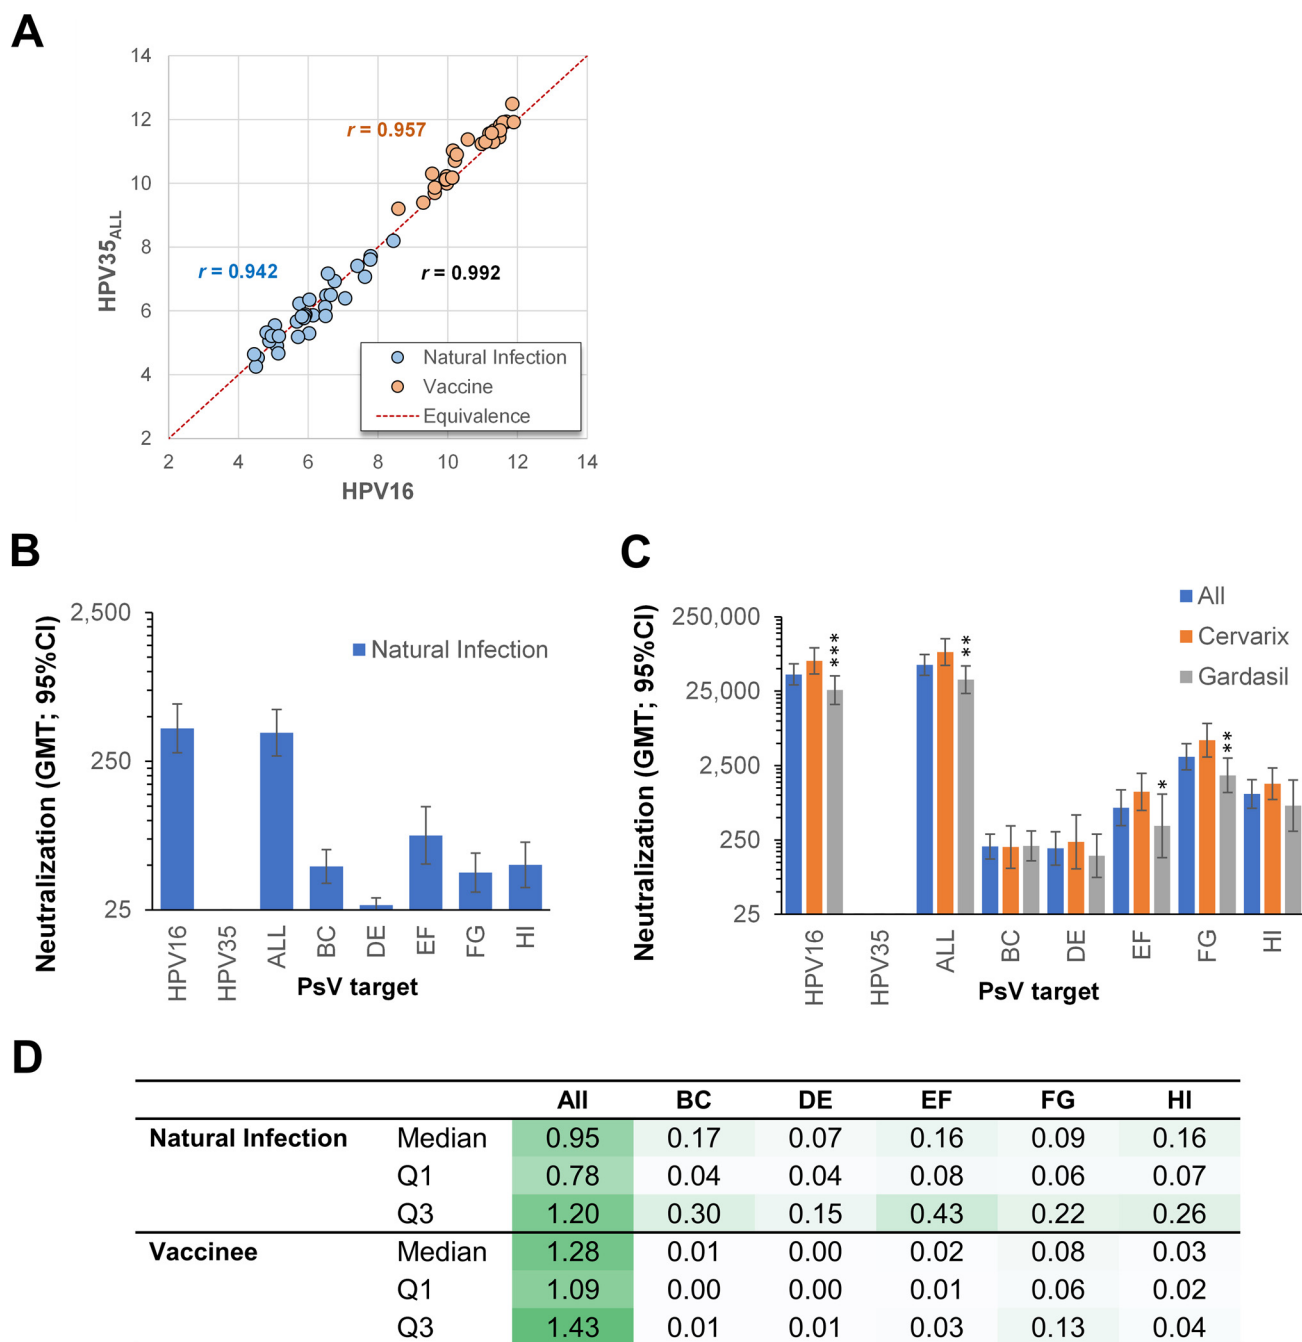 A
14
12
10
8
6
4
2
HPV35ALL
r = 0.957
r = 0.942
r = 0.992
Natural Infection
Vaccine
Equivalence
2 4 6 8 10 12 14
HPV16
B
2,500
250
25
Neutralization (GMT; 95%CI)
Natural Infection
HPV16 HPV35 ALL BC DE EF FG HI
PsV target
C
250,000
25,000
2,500
250
25
Neutralization (GMT; 95%CI)
All
Cervarix
Gardasil
*** ** * **
HPV16 HPV35 ALL BC DE EF FG HI
PsV target
D
All BC DE EF FG HI
Natural Infection Median 0.95 0.17 0.07 0.16 0.09 0.16
Q1 0.78 0.04 0.04 0.08 0.06 0.07
Q3 1.20 0.30 0.15 0.43 0.22 0.26
Vaccinee Median 1.28 0.01 0.00 0.02 0.08 0.03
Q1 1.09 0.00 0.00 0.01 0.06 0.02
Q3 1.43 0.01 0.01 0.03 0.13 0.04